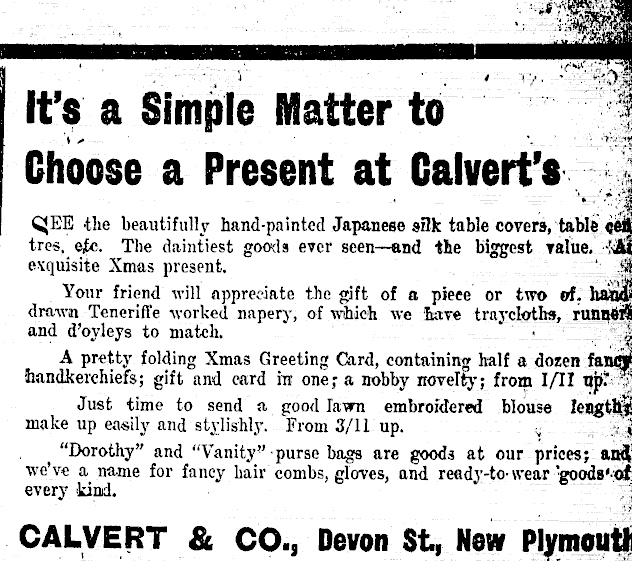 It's a Simple Matter to
Choose a Present at Calvert's
SEE the beautifully hand-painted Japanese silk table covers, table cen
tres, etc. The daintiest goods ever seen—and the biggest value. An
exquisite Xmas present.
Your friend will appreciate the gift of a piece or two of hand-
drawn Teneriffe worked napery, of which we have traycloths, runners
and d'oyleys to match.
A pretty folding Xmas Greeting Card, containing half a dozen fancy
handkerchiefs; gift and card in one; a nobby novelty; from 1/11 up.
Just time to send a good lawn embroidered blouse length;
make up easily and stylishly. From 3/11 up.
"Dorothy" and "Vanity" purse bags are goods at our prices; and
we've a name for fancy hair combs, gloves, and ready-to-wear goods of
every kind.
CALVERT & CO., Devon St., New Plymouth